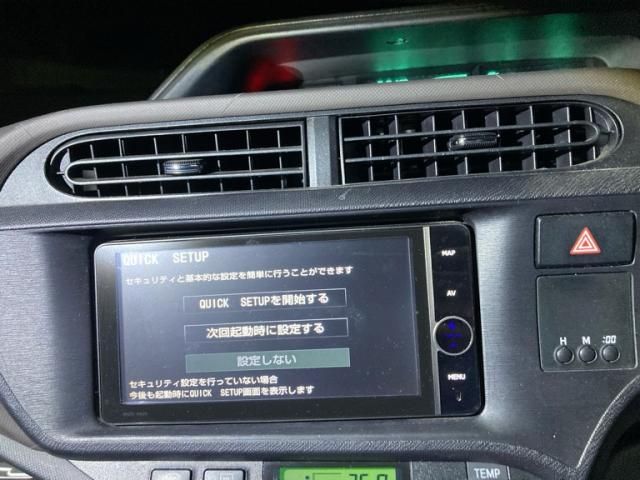 QUICK SETUP
セキュリティと基本的な設定を簡単に行うことができます
QUICK SETUPを開始する
次回起動時に設定する
設定しない
セキュリティ設定を行っていない場合
今後も起動時にQUICK SETUP画面を表示します
MAP
AV
MENU
H M :00
TEMP